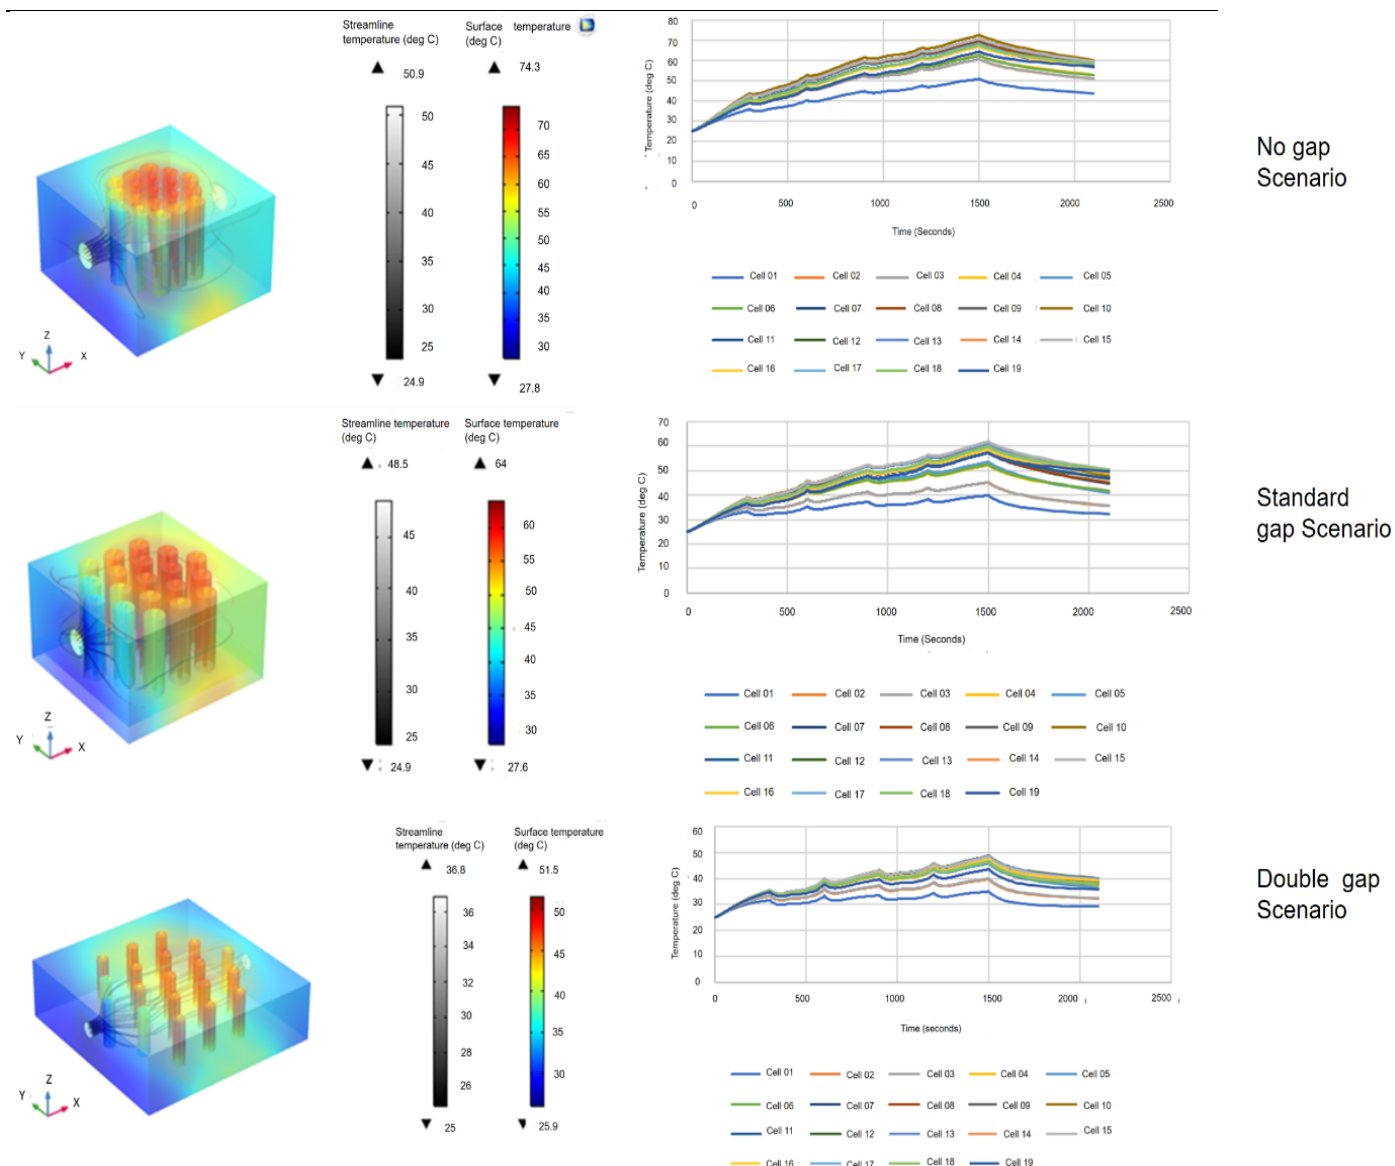 Streamline
temperature (deg C)
Surface temperature
(deg C)
50.9
74.3
50
45
40
35
30
25
24.9
70
65
60
55
50
45
40
35
30
27.8
Z
Y
X
Temperature (deg C)
80
70
60
50
40
30
20
10
0
0 500 1000 1500 2000 2500
Time (Seconds)
Cell 01 Cell 02 Cell 03 Cell 04 Cell 05
Cell 06 Cell 07 Cell 08 Cell 09 Cell 10
Cell 11 Cell 12 Cell 13 Cell 14 Cell 15
Cell 16 Cell 17 Cell 18 Cell 19
No gap
Scenario
Streamline temperature
(deg C)
Surface temperature
(deg C)
48.5
64
45
40
35
30
25
24.9
60
55
50
45
40
35
30
27.6
Z
Y
X
Temperature (deg C)
70
60
50
40
30
20
10
0
0 500 1000 1500 2000 2500
Time (Seconds)
Cell 01 Cell 02 Cell 03 Cell 04 Cell 05
Cell 06 Cell 07 Cell 08 Cell 09 Cell 10
Cell 11 Cell 12 Cell 13 Cell 14 Cell 15
Cell 16 Cell 17 Cell 18 Cell 19
Standard
gap Scenario
Streamline
temperature (deg C)
Surface temperature
(deg C)
36.8
51.5
36
34
32
30
28
26
25
50
45
40
35
30
25.9
Z
Y
X
Temperature (deg C)
60
50
40
30
20
10
0
0 500 1000 1500 2000 2500
Time (seconds)
Cell 01 Cell 02 Cell 03 Cell 04 Cell 05
Cell 06 Cell 07 Cell 08 Cell 09 Cell 10
Cell 11 Cell 12 Cell 13 Cell 14 Cell 15
Cell 16 Cell 17 Cell 18 Cell 19
Double gap
Scenario